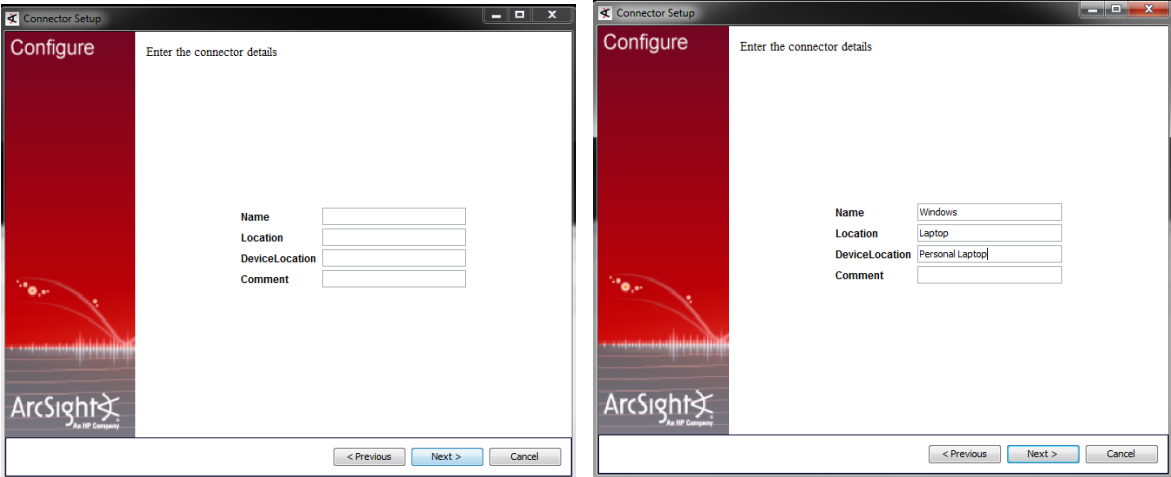 Connector Setup
Configure
Enter the connector details
Name
Location
DeviceLocation
Comment
ArcSight
An HP Company
< Previous
Next >
Cancel
Connector Setup
Configure
Enter the connector details
Name Windows
Location Laptop
DeviceLocation Personal Laptop
Comment
ArcSight
An HP Company
< Previous
Next >
Cancel